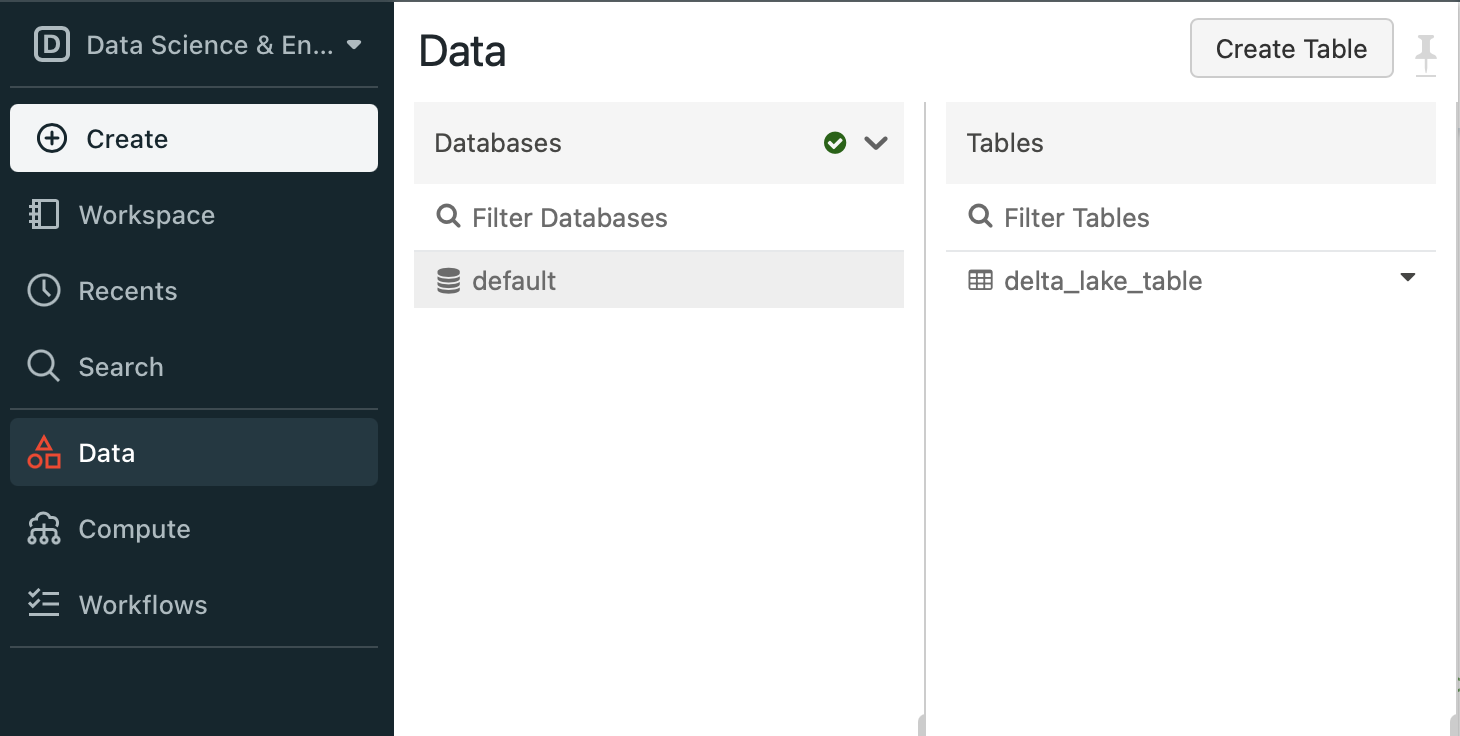 D Data Science & En...
Create
Workspace
Recents
Search
Data
Compute
Workflows
Data
Create Table
Databases
Filter Databases
default
Tables
Filter Tables
delta_lake_table